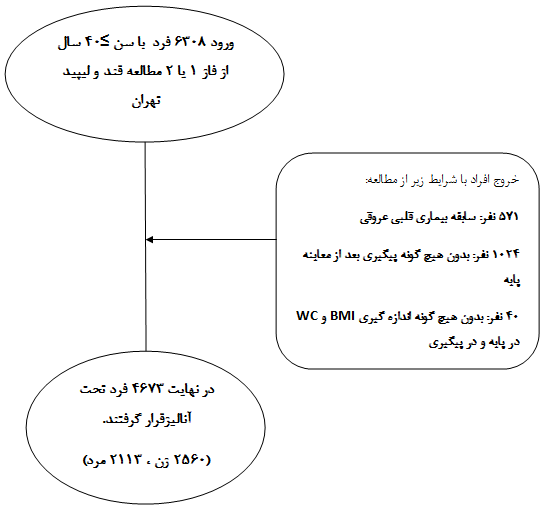 ورود ۶۳۰۸ فرد با سن ≥۴۰ سال
از فاز ۱ یا ۲ مطالعه قند و لیپید
تهران
خروج افراد با شرایط زیر از مطالعه:
۵۷۱ نفر: سابقه بیماری قلبی عروقی
۱۰۲۴ نفر: بدون هیچ گونه پیگیری بعد از معاینه
پایه
۴۰ نفر: بدون هیچ گونه اندازه گیری BMI و WC
در پایه و در پیگیری
در نهایت ۴۶۷۳ فرد تحت
آنالیزقرار گرفتند.
(۲۵۶۰ زن ، ۲۱۱۳ مرد)